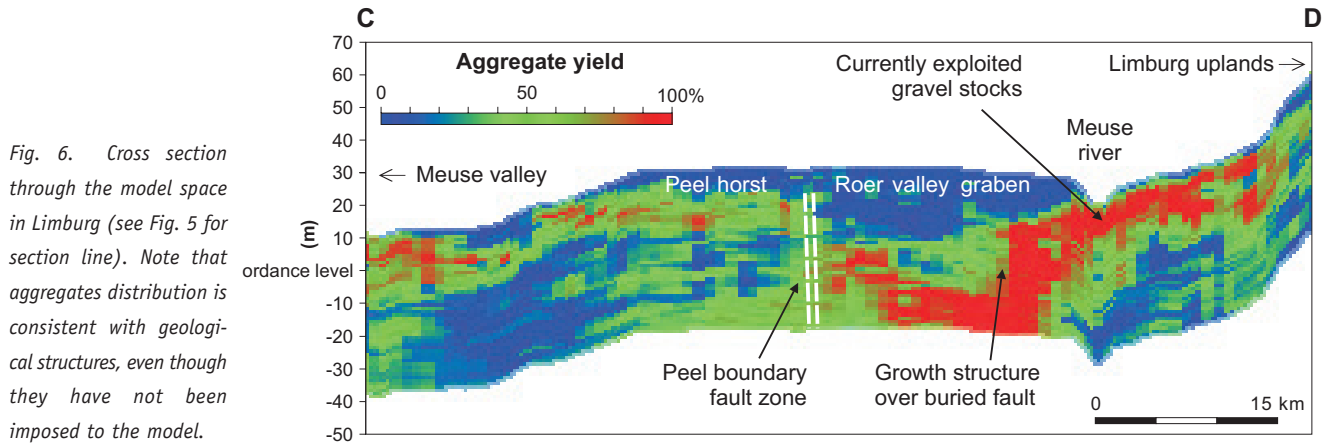 Fig. 6. Cross section
through the model space
in Limburg (see Fig. 5 for
section line). Note that
aggregates distribution is
consistent with geologi-
cal structures, even though
they have not been
imposed to the model.
C
D
70
60
50
40
30
20
10
ordance level
-10
-20
-30
-40
-50
(m)
Aggregate yield
0
50
100%
Currently exploited
gravel stocks
Limburg uplands →
Meuse
river
← Meuse valley
Peel horst
Roer valley graben
Peel boundary
fault zone
Growth structure
over buried fault
0
15 km